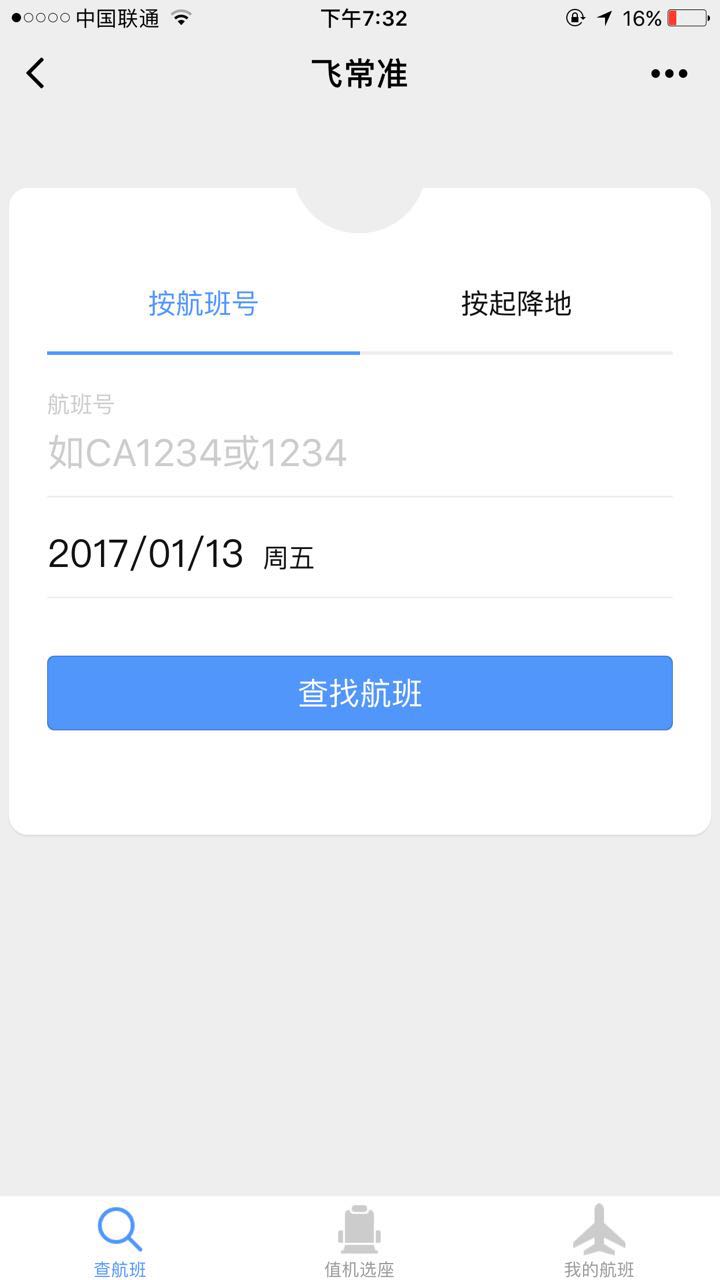 中国联通 下午7:32 16%
飞常准
按航班号 按起降地
航班号
如CA1234或1234
2017/01/13 周五
查找航班
查航班 值机选座 我的航班